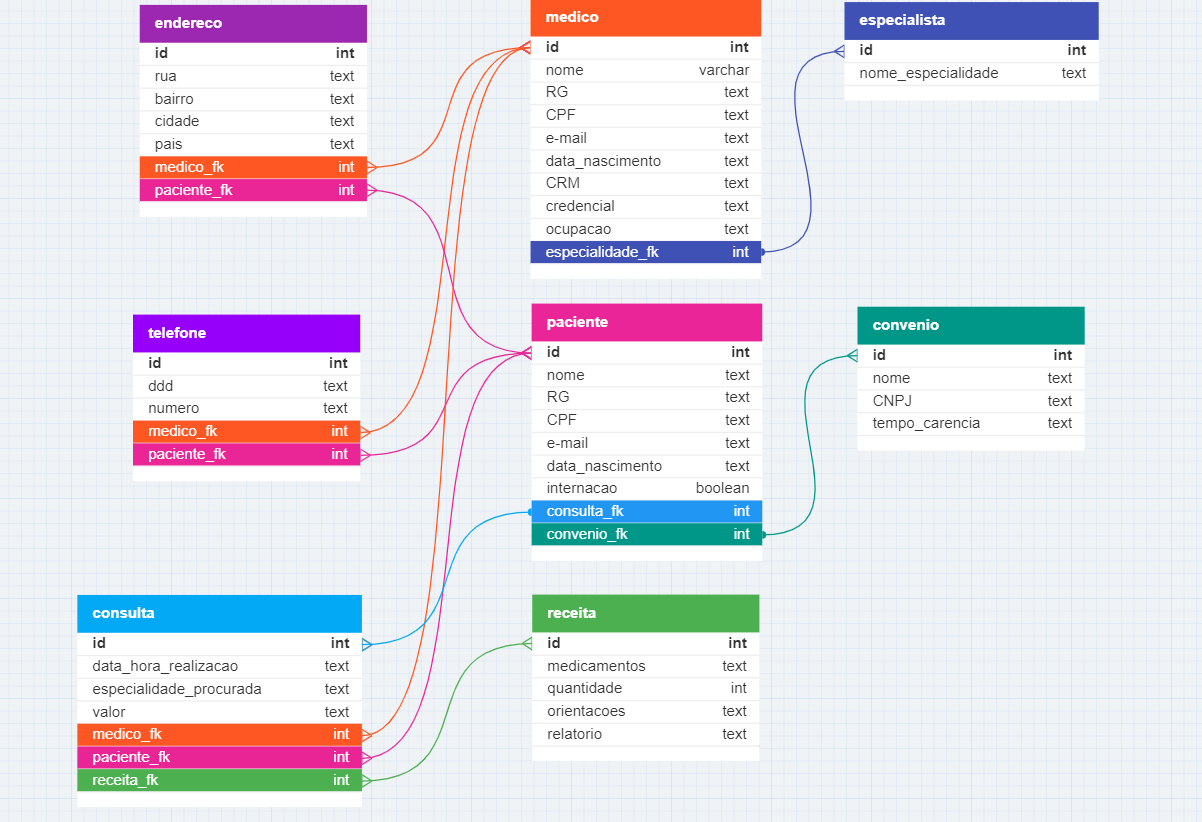 endereco
id int
rua text
bairro text
cidade text
pais text
medico_fk int
paciente_fk int
medico
id int
nome varchar
RG text
CPF text
e-mail text
data_nascimento text
CRM text
credencial text
ocupacao text
especialidade_fk int
especialista
id int
nome_especialidade text
telefone
id int
ddd text
numero text
medico_fk int
paciente_fk int
paciente
id int
nome text
RG text
CPF text
e-mail text
data_nascimento text
internacao boolean
consulta_fk int
convenio_fk int
convenio
id int
nome text
CNPJ text
tempo_carencia text
consulta
id int
data_hora_realizacao text
especialidade_procurada text
valor text
medico_fk int
paciente_fk int
receita_fk int
receita
id int
medicamentos text
quantidade int
orientacoes text
relatorio text